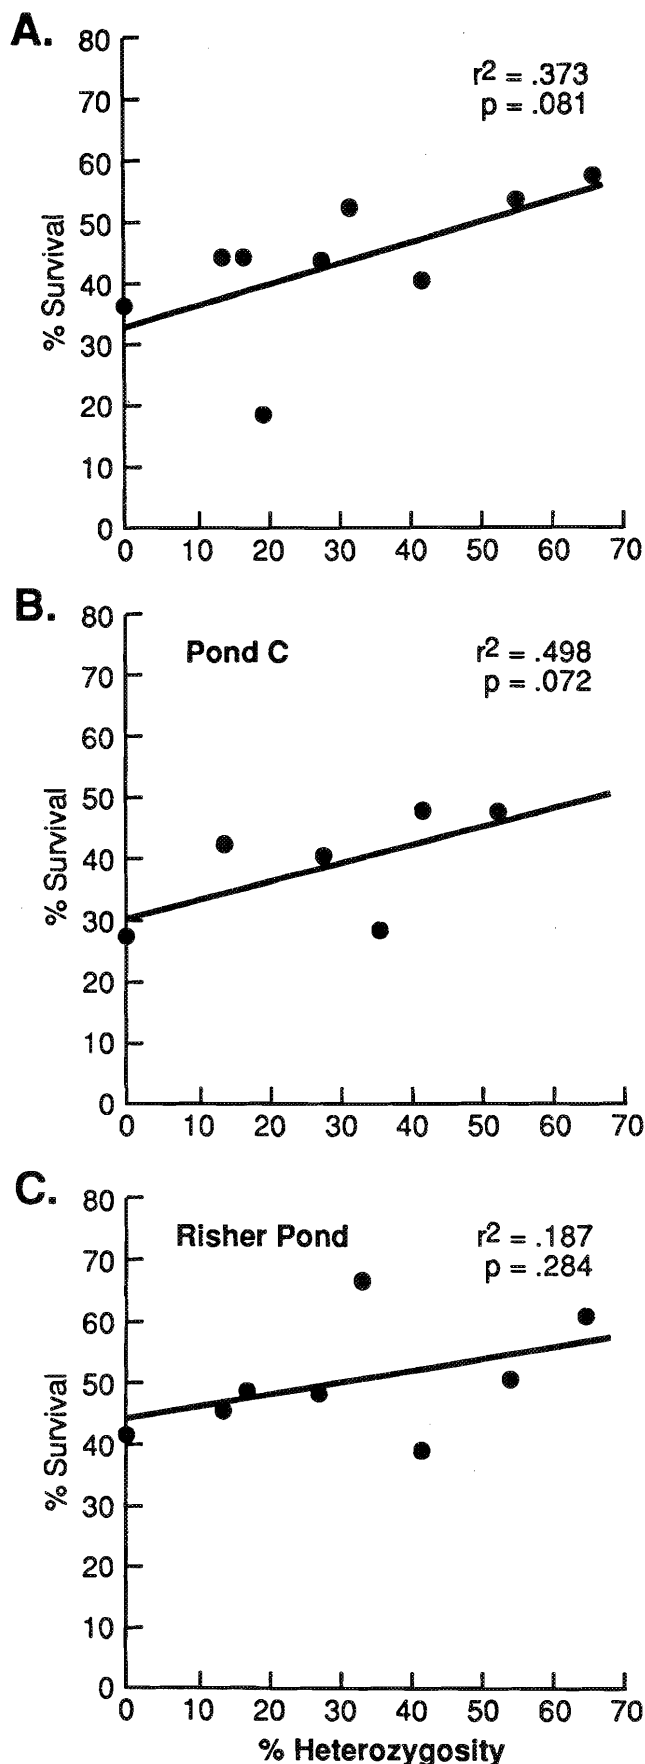 A.
80
70
60
50
40
30
20
10
0
% Survival
r2 = .373
p = .081
0 10 20 30 40 50 60 70
B.
Pond C
80
70
60
50
40
30
20
10
0
% Survival
r2 = .498
p = .072
0 10 20 30 40 50 60 70
C.
Risher Pond
80
70
60
50
40
30
20
10
0
% Survival
r2 = .187
p = .284
0 10 20 30 40 50 60 70
% Heterozygosity